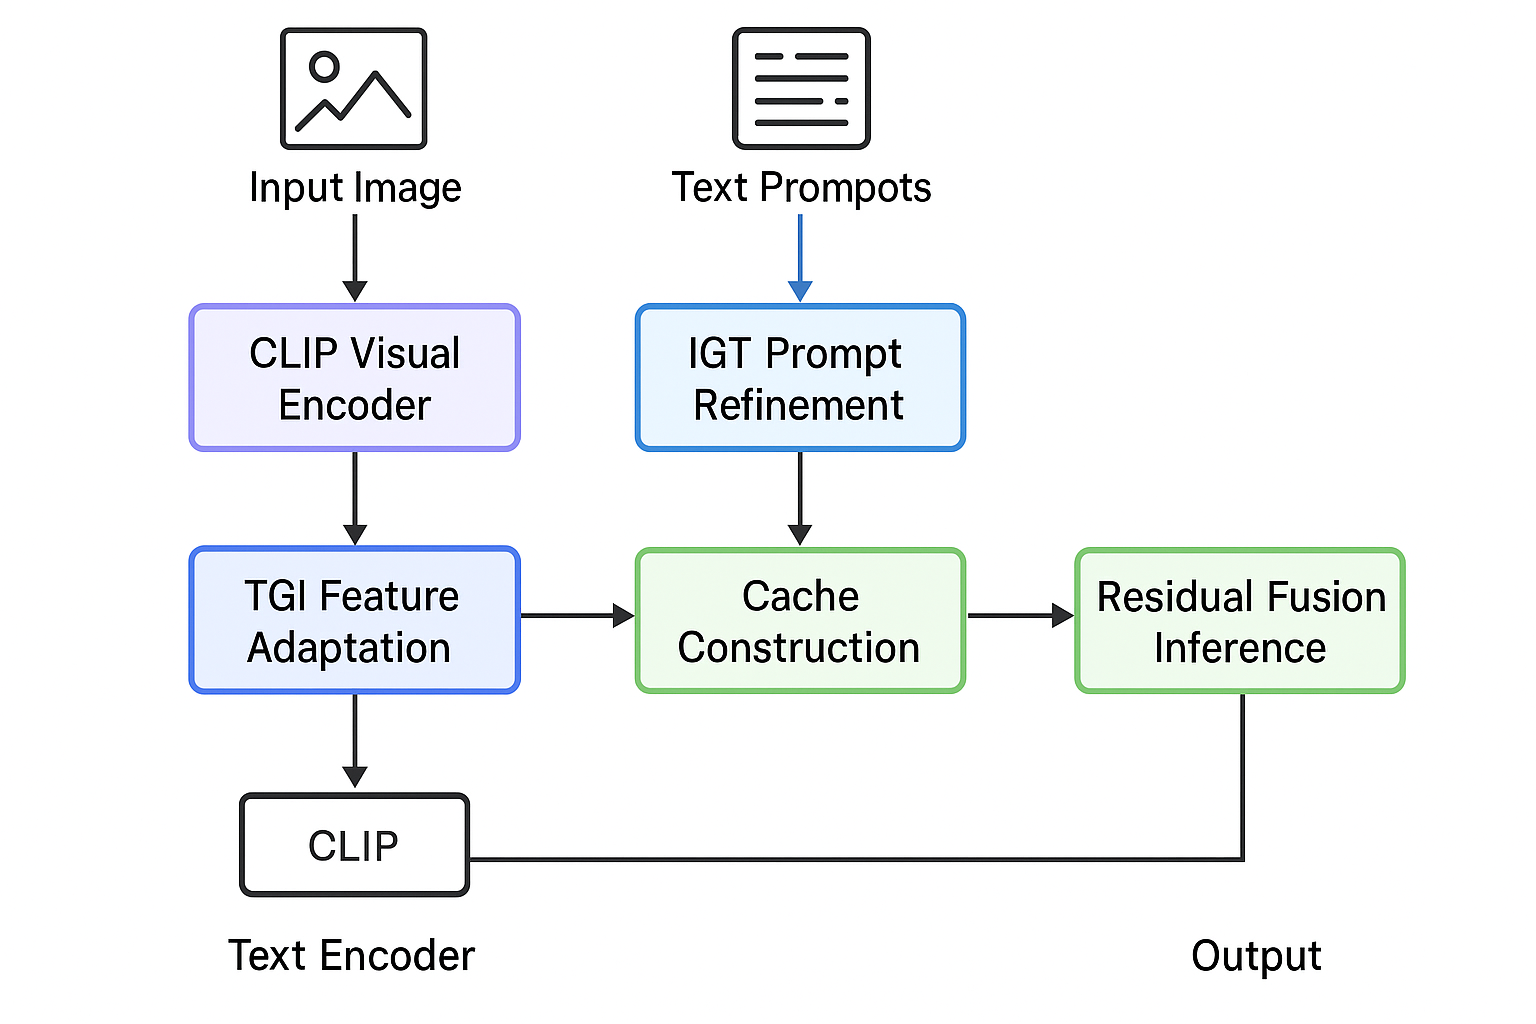 Input Image
Text Prompots
CLIP Visual
Encoder
IGT Prompt
Refinement
TGI Feature
Adaptation
Cache
Construction
Residual Fusion
Inference
CLIP
Text Encoder
Output